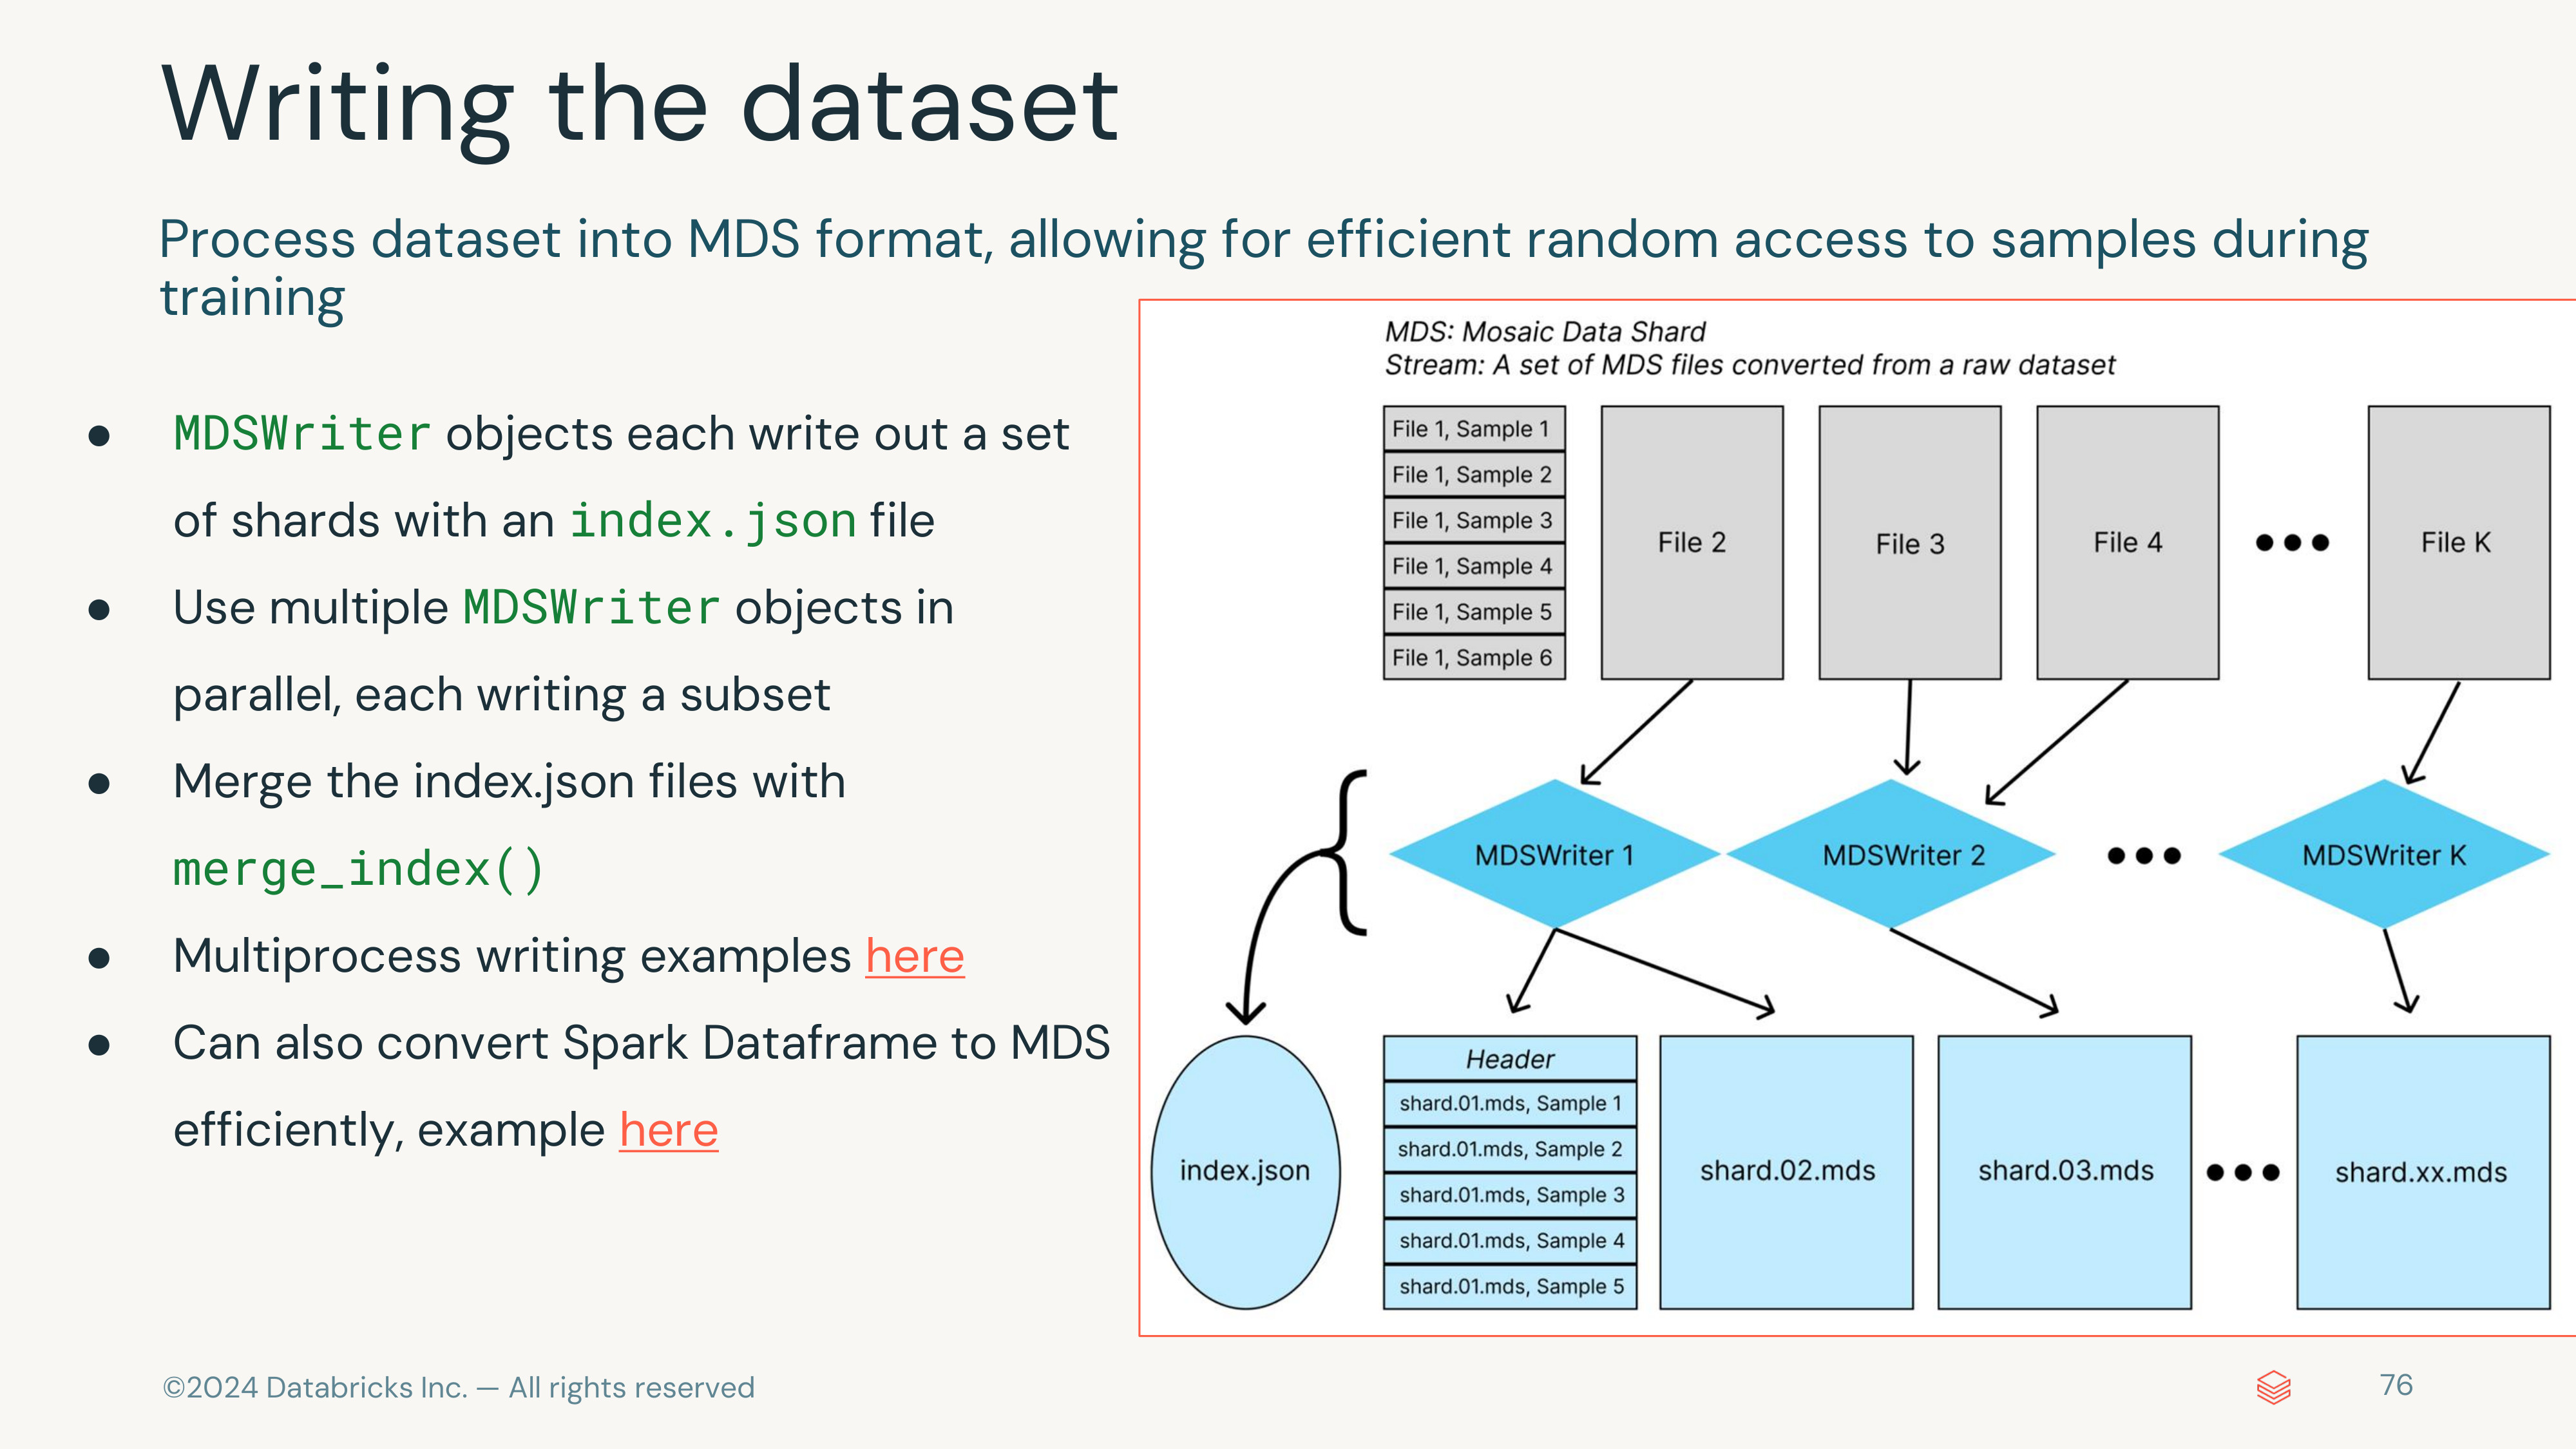 Writing the dataset
Process dataset into MDS format, allowing for efficient random access to samples during
training
● MDSWriter objects each write out a set
of shards with an index.json file
● Use multiple MDSWriter objects in
parallel, each writing a subset
● Merge the index.json files with
merge_index()
● Multiprocess writing examples here
● Can also convert Spark Dataframe to MDS
efficiently, example here
MDS: Mosaic Data Shard
Stream: A set of MDS files converted from a raw dataset
File 1, Sample 1
File 1, Sample 2
File 1, Sample 3
File 1, Sample 4
File 1, Sample 5
File 1, Sample 6
File 2
File 3
File 4
File K
MDSWriter 1
MDSWriter 2
MDSWriter K
index.json
Header
shard.01.mds, Sample 1
shard.01.mds, Sample 2
shard.01.mds, Sample 3
shard.01.mds, Sample 4
shard.01.mds, Sample 5
shard.02.mds
shard.03.mds
shard.xx.mds
©2024 Databricks Inc. — All rights reserved
76